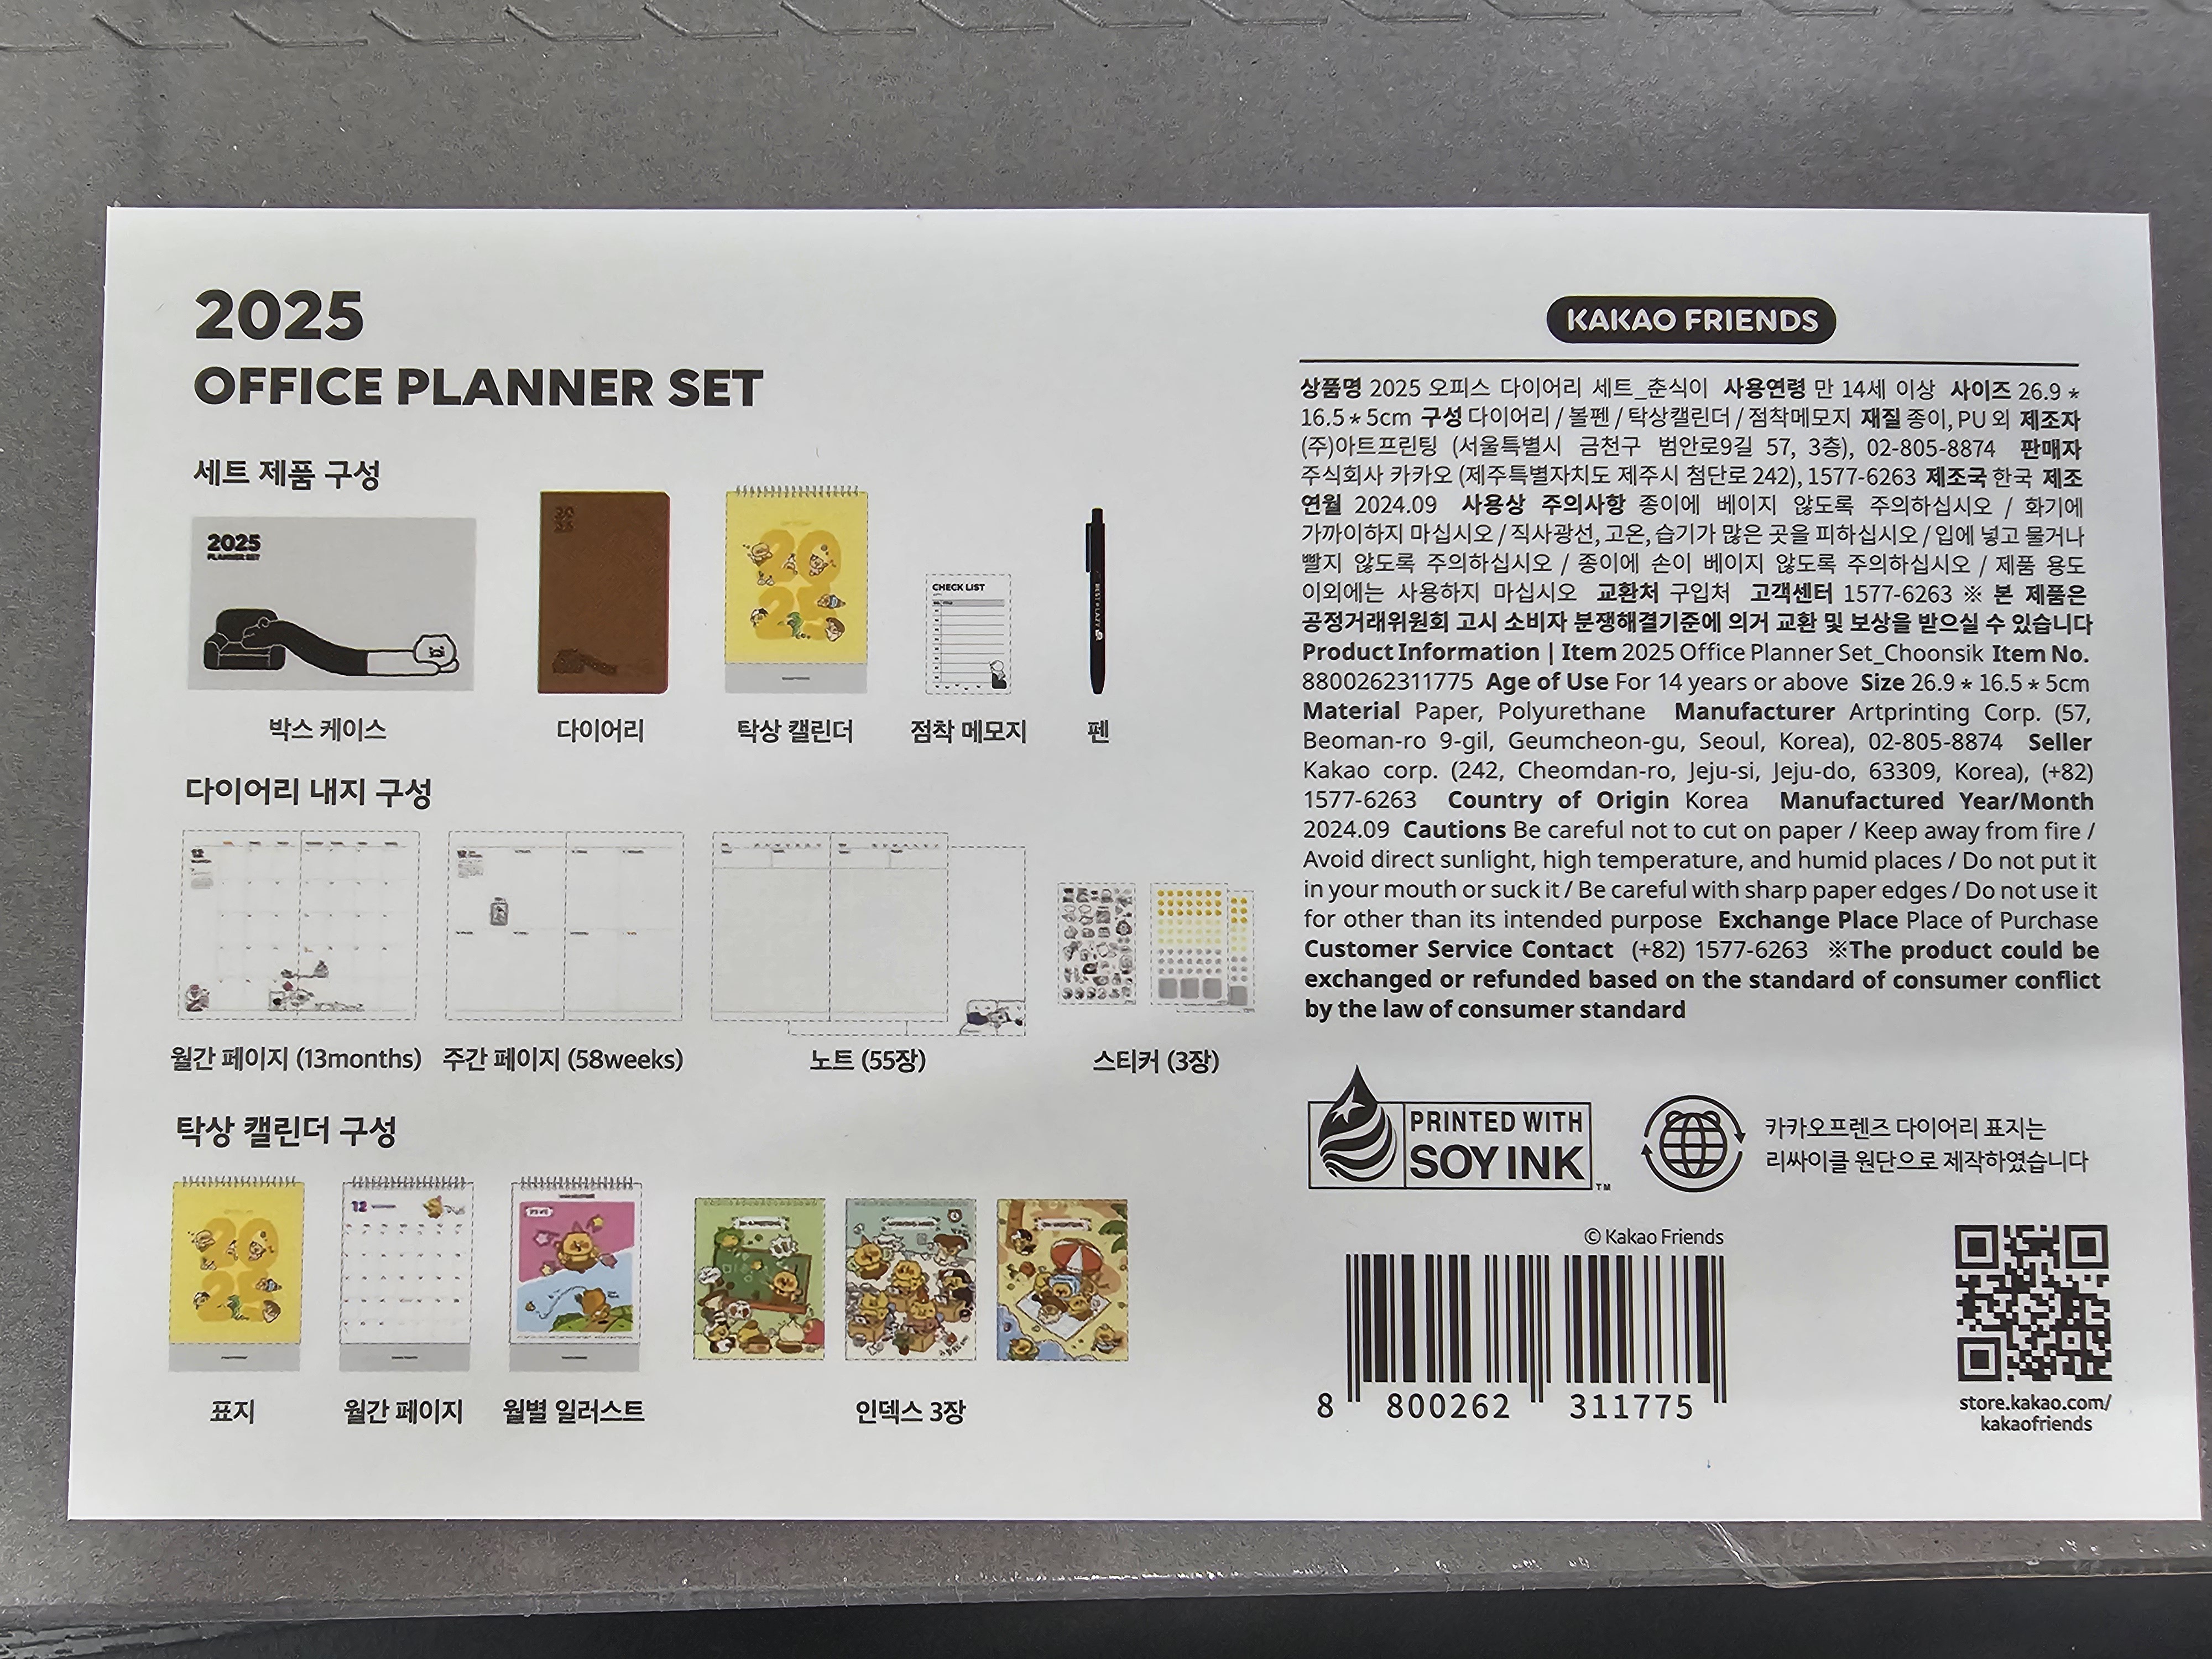 2025
OFFICE PLANNER SET
세트 제품 구성
2025
PLANNER SET
CHECK LIST
박스 케이스
다이어리
탁상 캘린더
점착 메모지
펜
다이어리 내지 구성
월간 페이지 (13months)
주간 페이지 (58weeks)
노트 (55장)
스티커 (3장)
탁상 캘린더 구성
표지
월간 페이지
월별 일러스트
인덱스 3장
KAKAO FRIENDS
상품명 2025 오피스 다이어리 세트_춘식이 사용연령 만 14세 이상 사이즈 26.9 *
16.5 * 5cm 구성 다이어리 / 볼펜 / 탁상캘린더 / 점착메모지 재질 종이, PU 외 제조자
(주)아트프린팅 (서울특별시 금천구 범안로9길 57, 3층), 02-805-8874 판매자
주식회사 카카오 (제주특별자치도 제주시 첨단로 242), 1577-6263 제조국 한국 제조
연월 2024.09 사용상 주의사항 종이에 베이지 않도록 주의하십시오 / 화기에
가까이하지 마십시오 / 직사광선, 고온, 습기가 많은 곳을 피하십시오 / 입에 넣고 물거나
빨지 않도록 주의하십시오 / 종이에 손이 베이지 않도록 주의하십시오 / 제품 용도
이외에는 사용하지 마십시오 교환처 구입처 고객센터 1577-6263 ※ 본 제품은
공정거래위원회 고시 소비자 분쟁해결기준에 의거 교환 및 보상을 받으실 수 있습니다
Product Information | Item 2025 Office Planner Set_Choonsik Item No.
8800262311775 Age of Use For 14 years or above Size 26.9 * 16.5 * 5cm
Material Paper, Polyurethane Manufacturer Artprinting Corp. (57,
Beoman-ro 9-gil, Geumcheon-gu, Seoul, Korea), 02-805-8874 Seller
Kakao corp. (242, Cheomdan-ro, Jeju-si, Jeju-do, 63309, Korea), (+82)
1577-6263 Country of Origin Korea Manufactured Year/Month
2024.09 Cautions Be careful not to cut on paper / Keep away from fire /
Avoid direct sunlight, high temperature, and humid places / Do not put it
in your mouth or suck it / Be careful with sharp paper edges / Do not use it
for other than its intended purpose Exchange Place Place of Purchase
Customer Service Contact (+82) 1577-6263 ※The product could be
exchanged or refunded based on the standard of consumer conflict
by the law of consumer standard
PRINTED WITH
SOY INK™
카카오프렌즈 다이어리 표지는
리싸이클 원단으로 제작하였습니다
© Kakao Friends
8 800262 311775
store.kakao.com/
kakaofriends